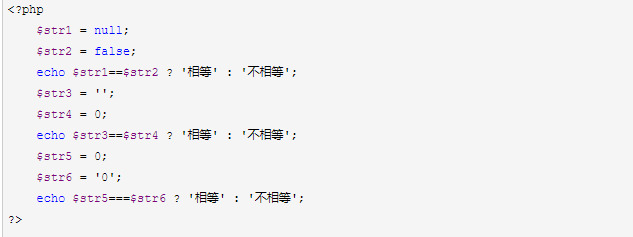 <?php
$str1 = null;
$str2 = false;
echo $str1==$str2 ? '相等' : '不相等';
$str3 = '';
$str4 = 0;
echo $str3==$str4 ? '相等' : '不相等';
$str5 = 0;
$str6 = '0';
echo $str5===$str6 ? '相等' : '不相等';
?>